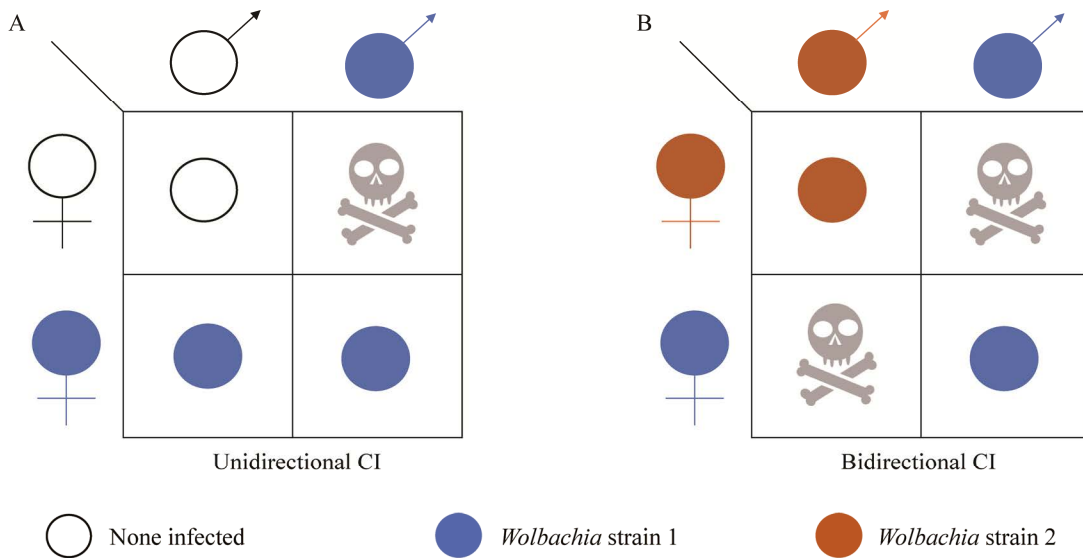 A
B
Unidirectional CI
Bidirectional CI
None infected
Wolbachia strain 1
Wolbachia strain 2